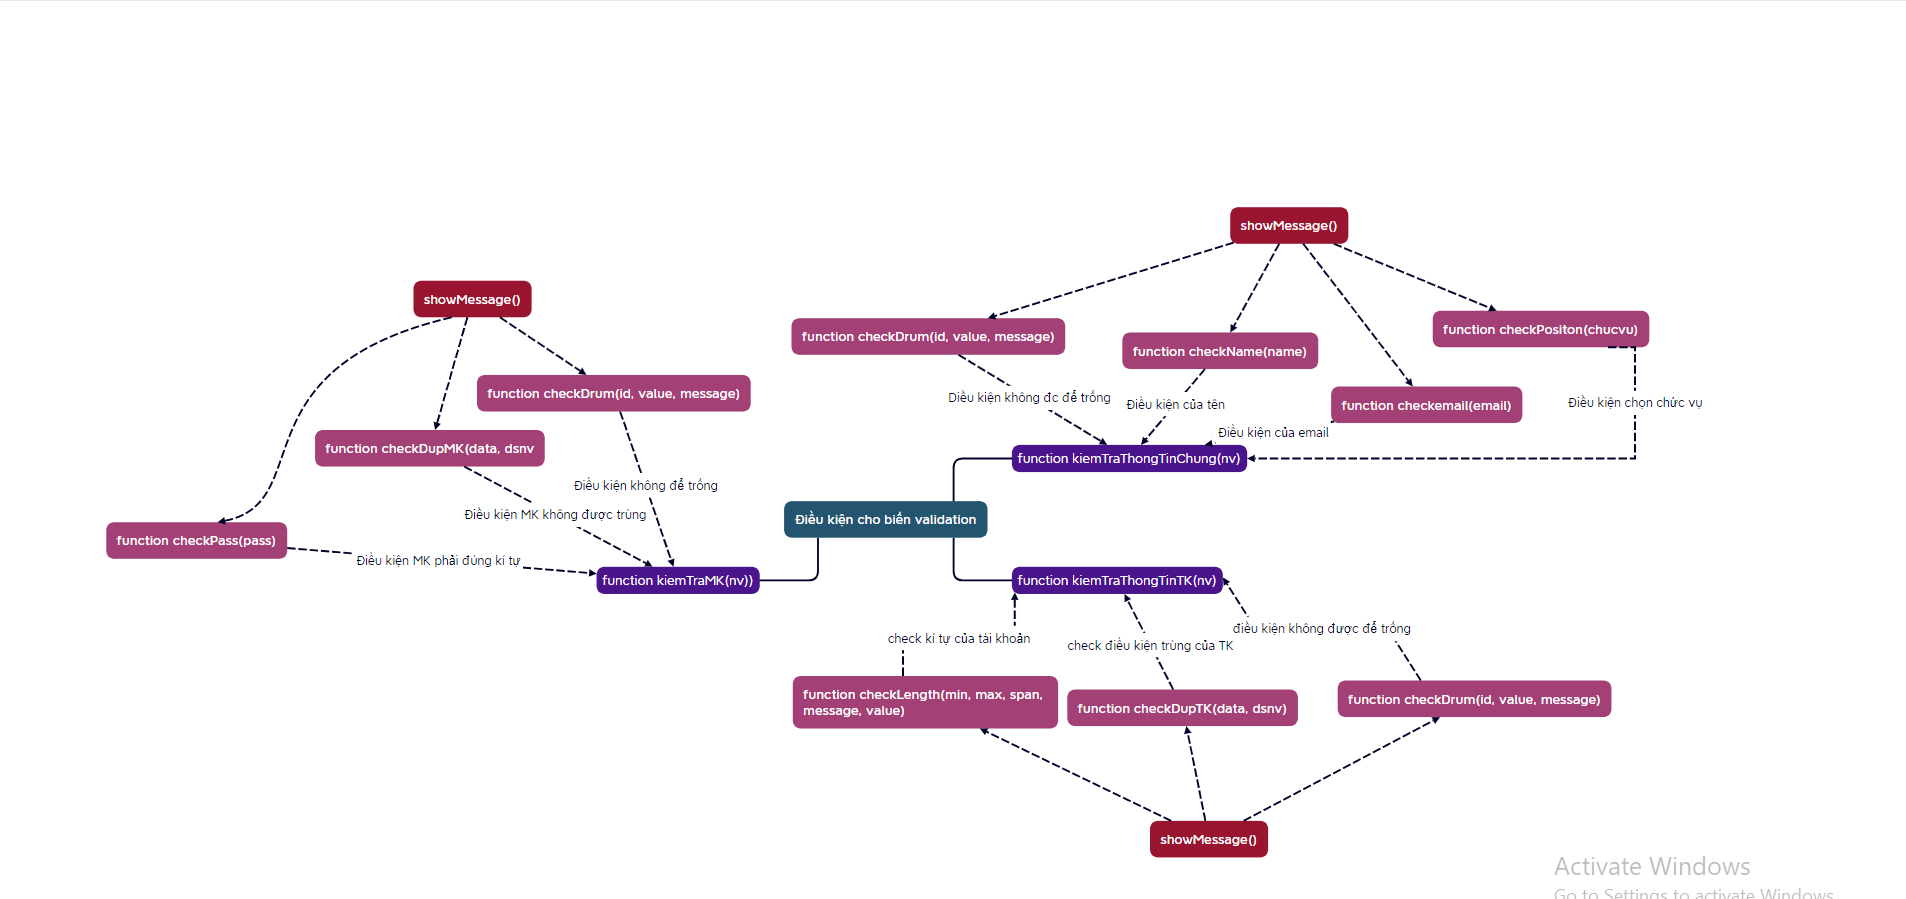 showMessage()
showMessage()
function checkDrum(id, value, message)
function checkName(name)
function checkPositon(chucvu)
function checkDrum(id, value, message)
function checkemail(email)
Điều kiện không đc để trống
Điều kiện của tên
Điều kiện chọn chức vụ
Điều kiện của email
function checkDupMK(data, dsnv
function kiemTraThongTinChung(nv)
Điều kiện không để trống
Điều kiện MK không được trùng
Điều kiện cho biến validation
function checkPass(pass)
Điều kiện MK phải đúng kí tự
function kiemTraMK(nv))
function kiemTraThongTinTK(nv)
điều kiện không được để trống
check kí tự của tài khoản
check điều kiện trùng của TK
function checkLength(min, max, span,
message, value)
function checkDupTK(data, dsnv)
function checkDrum(id, value, message)
showMessage()
Activate Windows
Go to Settings to activate Windows.